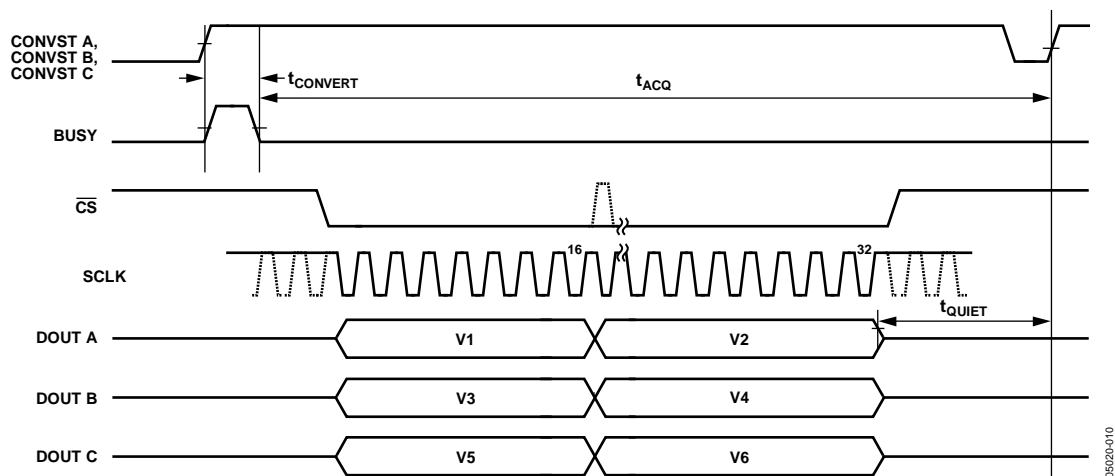 CONVST A,
CONVST B,
CONVST C
tCONVERT
tACQ
BUSY
CS
SCLK
16
32
tQUIET
DOUT A
V1
V2
DOUT B
V3
V4
DOUT C
V5
V6
05020-010